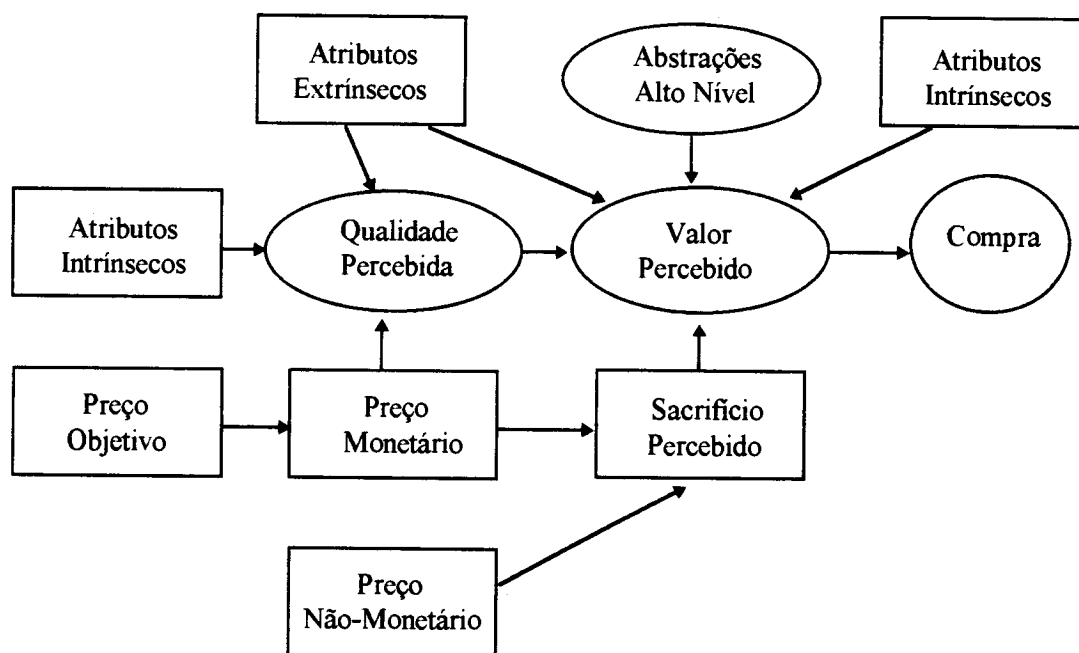 Atributos
Extrínsecos
Abstrações
Alto Nível
Atributos
Intrínsecos
Atributos
Intrínsecos
Qualidade
Percebida
Valor
Percebido
Compra
Preço
Objetivo
Preço
Monetário
Sacrifício
Percebido
Preço
Não-Monetário